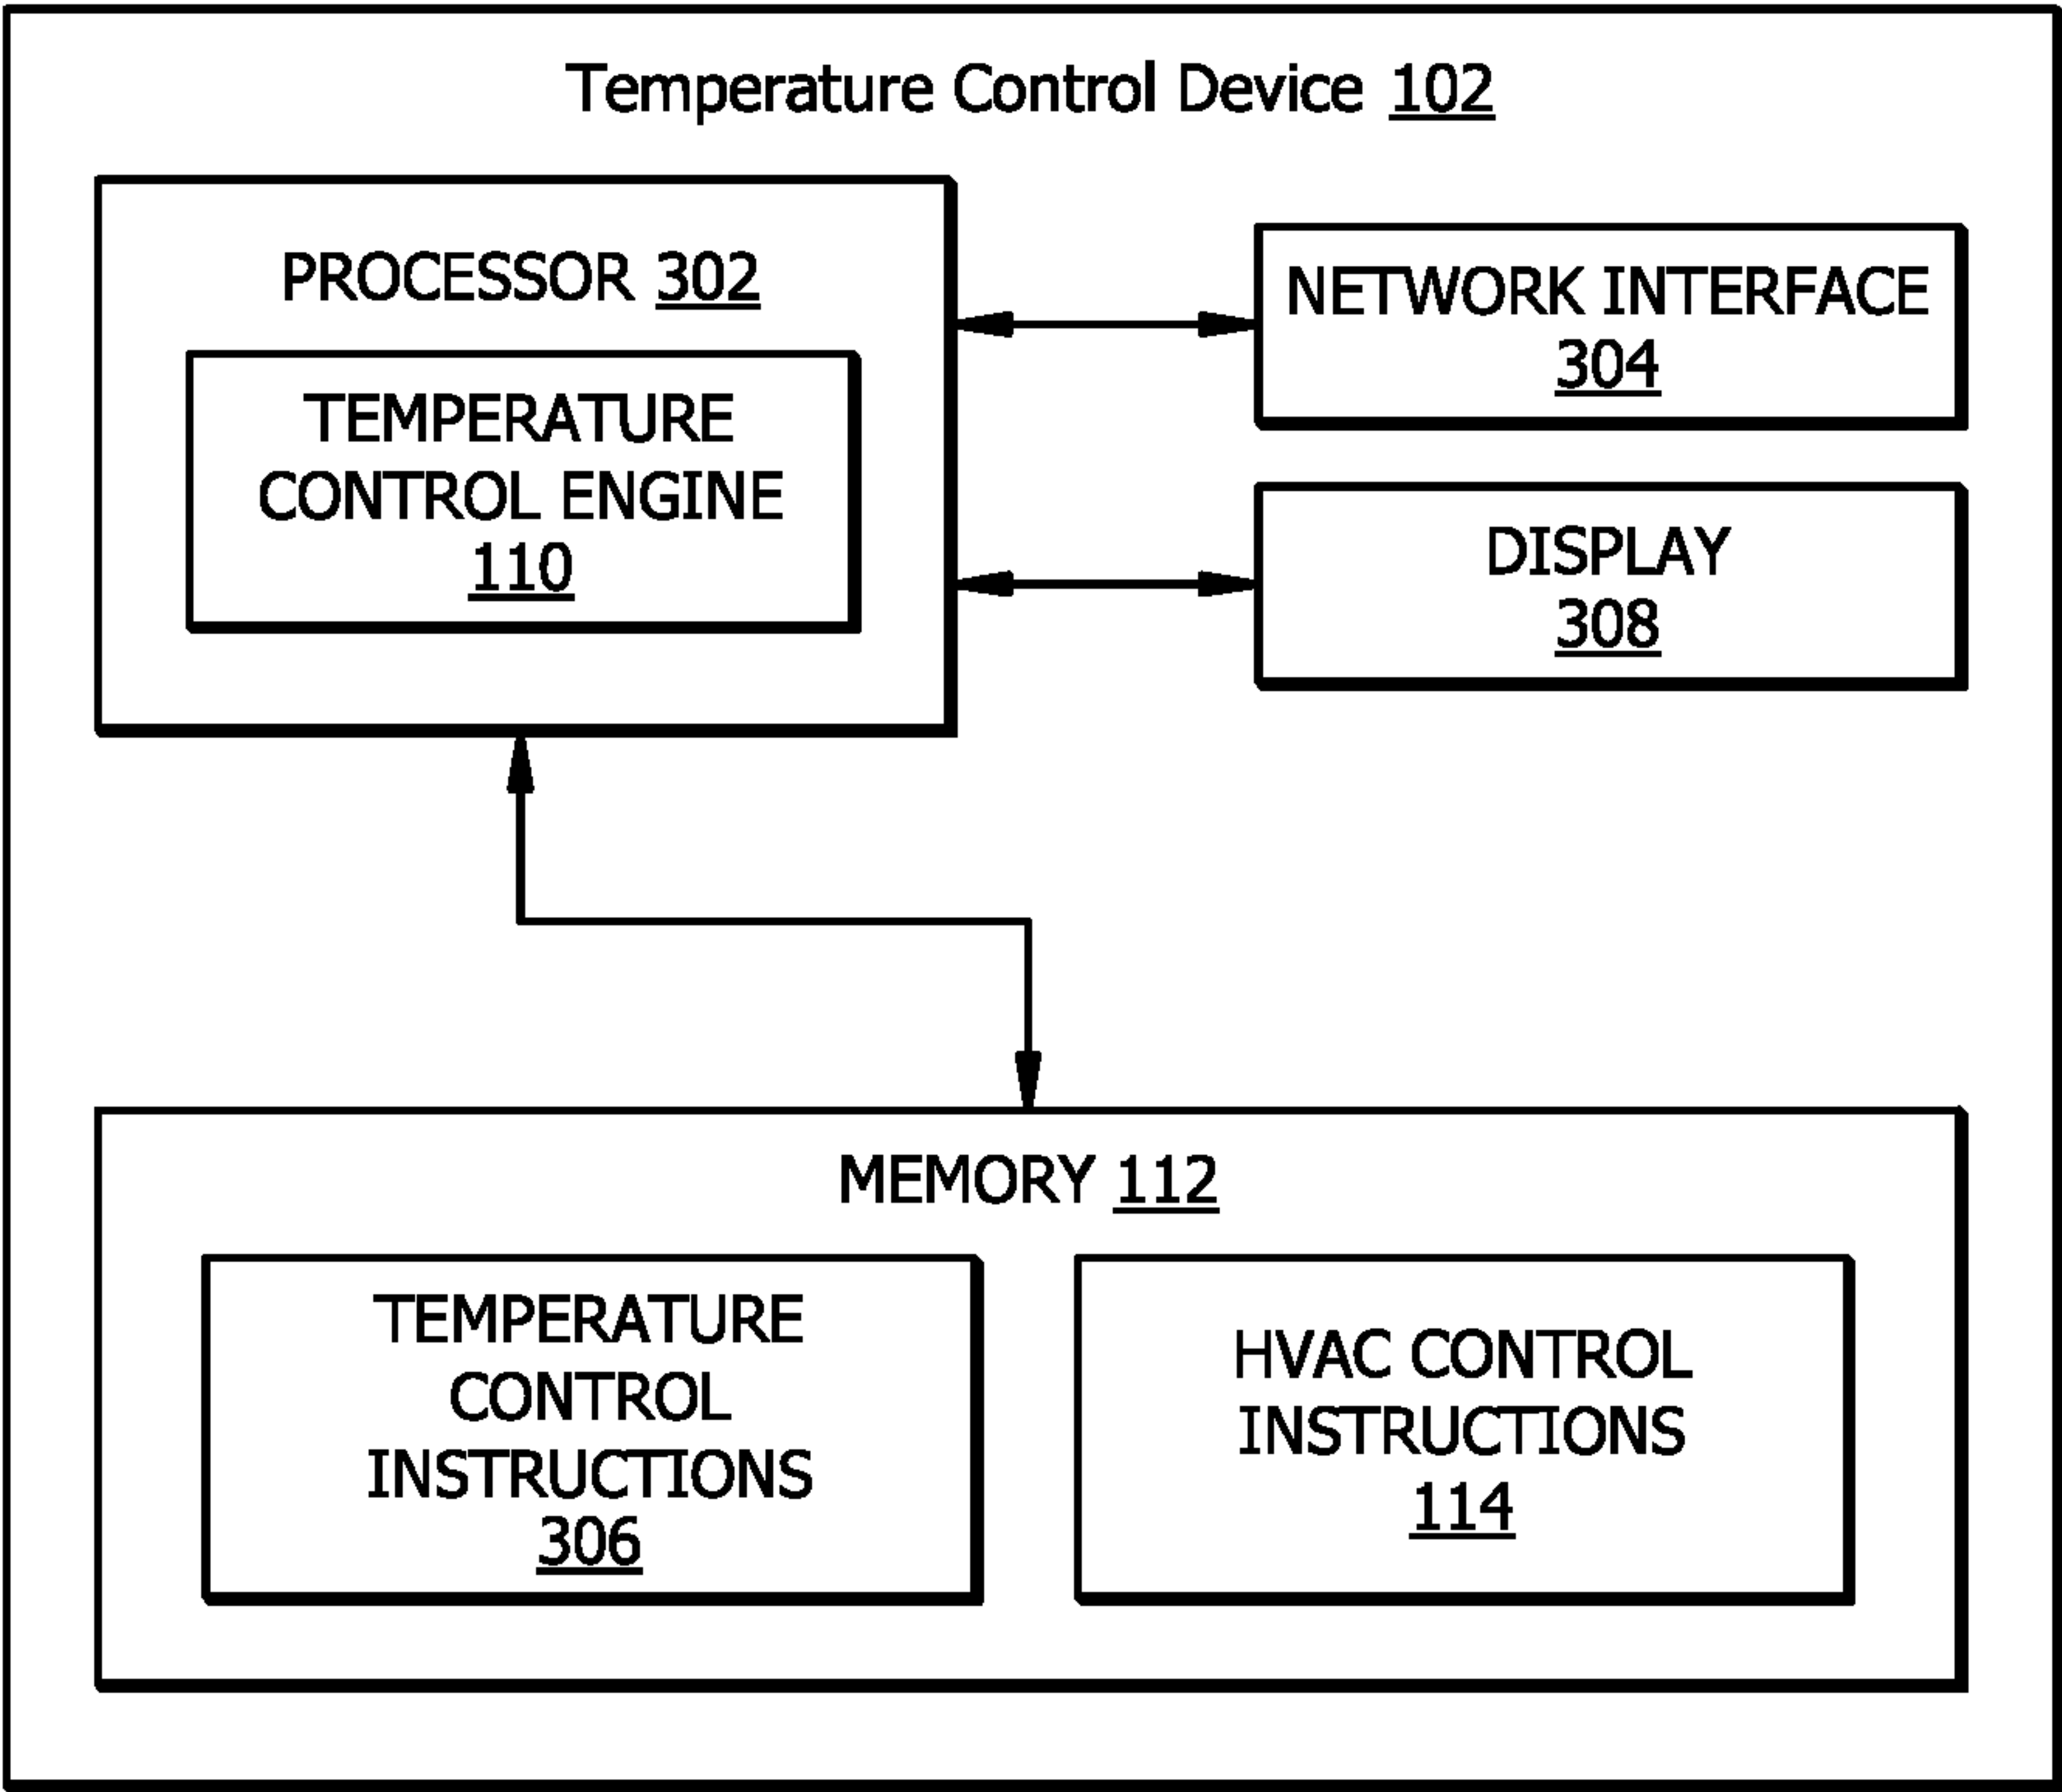 Temperature Control Device 102
PROCESSOR 302
TEMPERATURE
CONTROL ENGINE
110
NETWORK INTERFACE
304
DISPLAY
308
MEMORY 112
TEMPERATURE
CONTROL
INSTRUCTIONS
306
HVAC CONTROL
INSTRUCTIONS
114